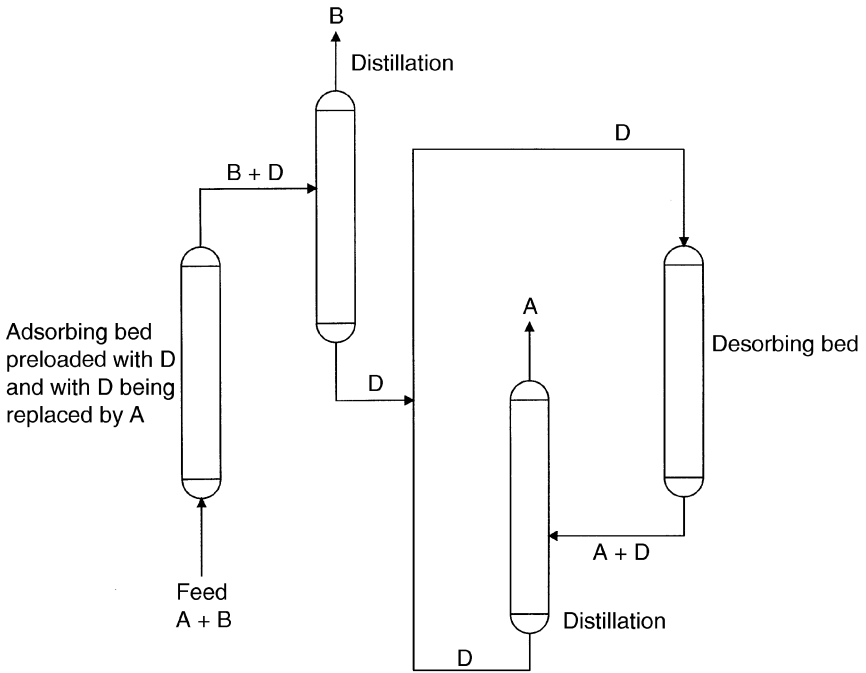 B
Distillation
D
B + D
A
Adsorbing bed
preloaded with D
and with D being
replaced by A
Desorbing bed
D
A + D
Feed
A + B
Distillation
D